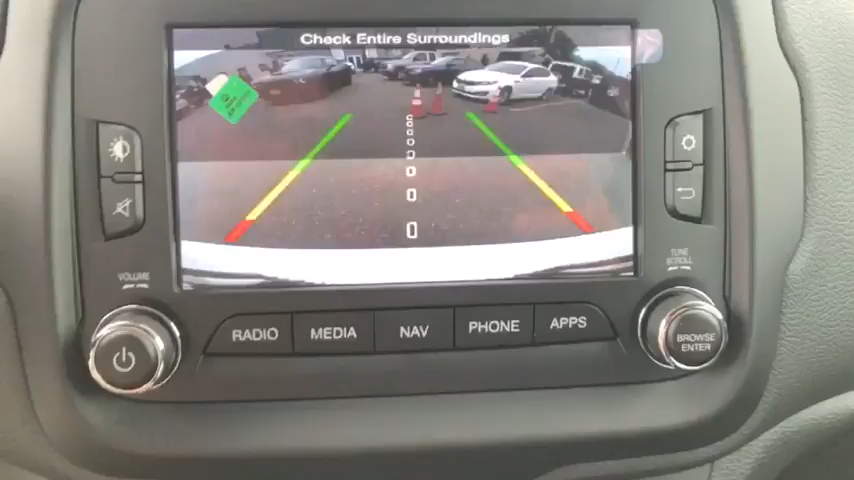 Check Entire Surroundings
VOLUME
TUNE
SCROLL
RADIO
MEDIA
NAV
PHONE
APPS
BROWSE
ENTER